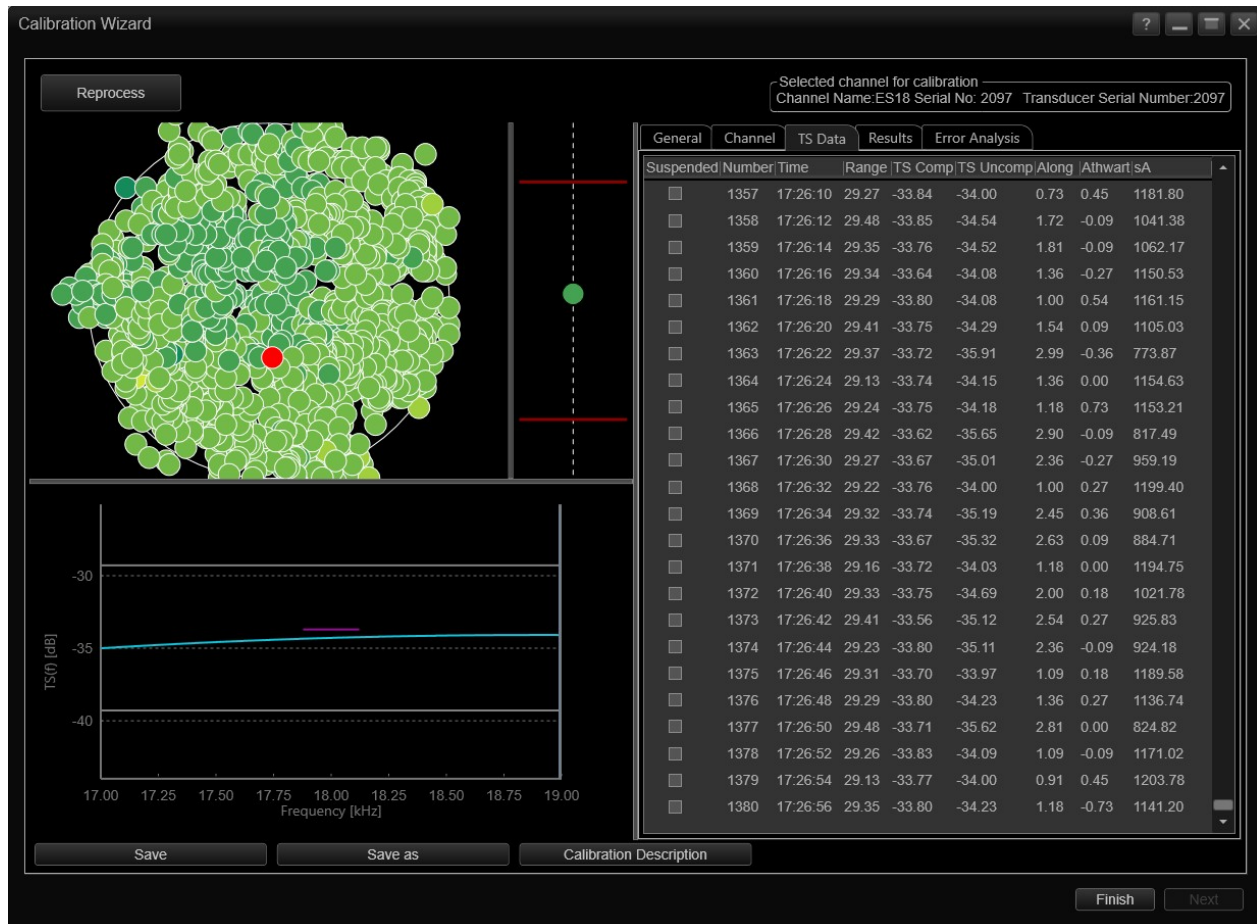 Calibration Wizard
?
Reprocess
Selected channel for calibration
Channel Name:ES18 Serial No: 2097 Transducer Serial Number:2097
General Channel TS Data Results Error Analysis
Suspended Number Time Range TS Comp TS Uncomp Along Athwart sA
1357 17:26:10 29.27 -33.84 -34.00 0.73 0.45 1181.80
1358 17:26:12 29.48 -33.85 -34.54 1.72 -0.09 1041.38
1359 17:26:14 29.35 -33.76 -34.52 1.81 -0.09 1062.17
1360 17:26:16 29.34 -33.64 -34.08 1.36 -0.27 1150.53
1361 17:26:18 29.29 -33.80 -34.08 1.00 0.54 1161.15
1362 17:26:20 29.41 -33.75 -34.29 1.54 0.09 1105.03
1363 17:26:22 29.37 -33.72 -35.91 2.99 -0.36 773.87
1364 17:26:24 29.13 -33.74 -34.15 1.36 0.00 1154.63
1365 17:26:26 29.24 -33.75 -34.18 1.18 0.73 1153.21
1366 17:26:28 29.42 -33.62 -35.65 2.90 -0.09 817.49
1367 17:26:30 29.27 -33.67 -35.01 2.36 -0.27 959.19
1368 17:26:32 29.22 -33.76 -34.00 1.00 0.27 1199.40
1369 17:26:34 29.32 -33.74 -35.19 2.45 0.36 908.61
1370 17:26:36 29.33 -33.67 -35.32 2.63 0.09 884.71
1371 17:26:38 29.16 -33.72 -34.03 1.18 0.00 1194.75
1372 17:26:40 29.33 -33.75 -34.69 2.00 0.18 1021.78
1373 17:26:42 29.41 -33.56 -35.12 2.54 0.27 925.83
1374 17:26:44 29.23 -33.80 -35.11 2.36 -0.09 924.18
1375 17:26:46 29.31 -33.70 -33.97 1.09 0.18 1189.58
1376 17:26:48 29.29 -33.80 -34.23 1.36 0.27 1136.74
1377 17:26:50 29.48 -33.71 -35.62 2.81 0.00 824.82
1378 17:26:52 29.26 -33.83 -34.09 1.09 -0.09 1171.02
1379 17:26:54 29.13 -33.77 -34.00 0.91 0.45 1203.78
1380 17:26:56 29.35 -33.80 -34.23 1.18 -0.73 1141.20
TS(f) [dB]
-30
-35
-40
17.00 17.25 17.50 17.75 18.00 18.25 18.50 18.75 19.00
Frequency [kHz]
Save Save as Calibration Description
Finish Next